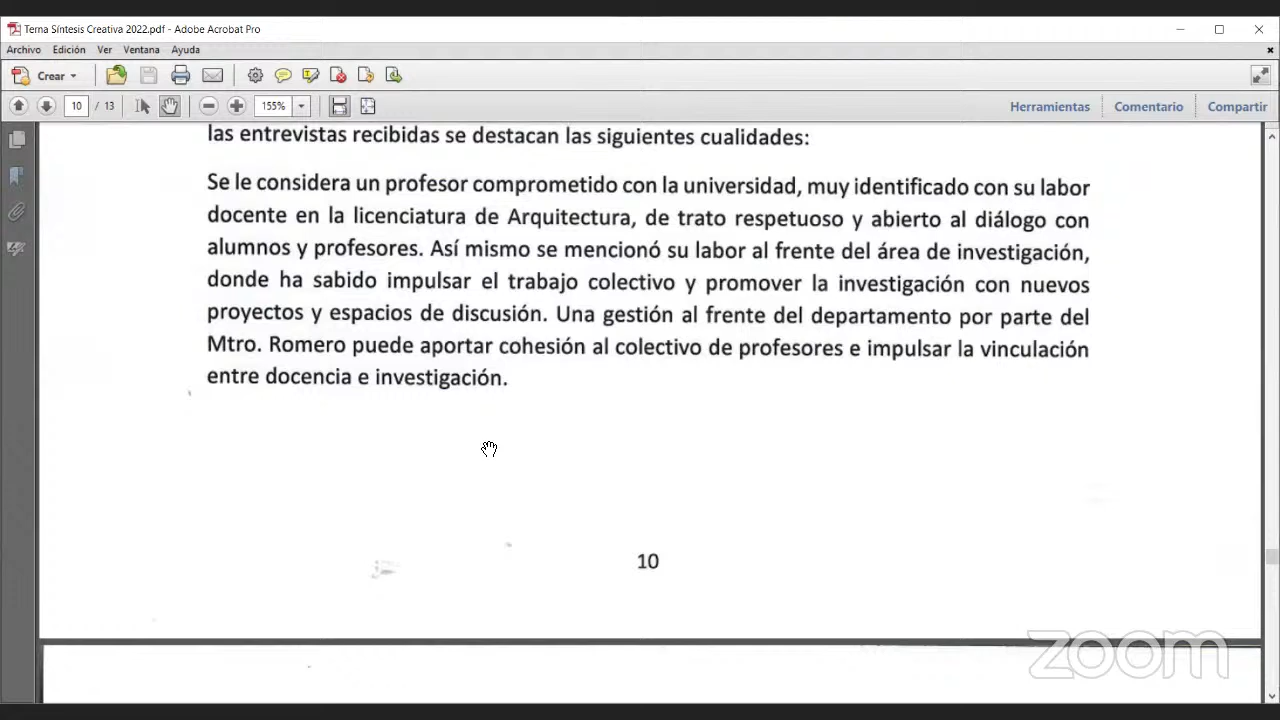 Terna Síntesis Creativa 2022.pdf - Adobe Acrobat Pro
Archivo Edición Ver Ventana Ayuda
Crear
10 / 13 155% Herramientas Comentario Compartir
las entrevistas recibidas se destacan las siguientes cualidades:
Se le considera un profesor comprometido con la universidad, muy identificado con su labor
docente en la licenciatura de Arquitectura, de trato respetuoso y abierto al diálogo con
alumnos y profesores. Así mismo se mencionó su labor al frente del área de investigación,
donde ha sabido impulsar el trabajo colectivo y promover la investigación con nuevos
proyectos y espacios de discusión. Una gestión al frente del departamento por parte del
Mtro. Romero puede aportar cohesión al colectivo de profesores e impulsar la vinculación
entre docencia e investigación.
10
zoom